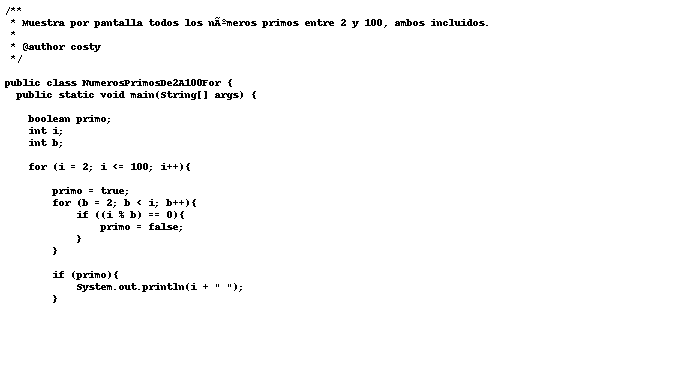 /**
 * Muestra por pantalla todos los nÃºmeros primos entre 2 y 100, ambos incluidos.
 *
 * @author costy
 */
public class NumerosPrimosDe2A100For {
  public static void main(String[] args) {
    boolean primo;
    int i;
    int b;
    for (i = 2; i <= 100; i++){
        primo = true;
        for (b = 2; b < i; b++){
            if ((i % b) == 0){
                primo = false;
            }
        }
        if (primo){
            System.out.println(i + " ");
        }